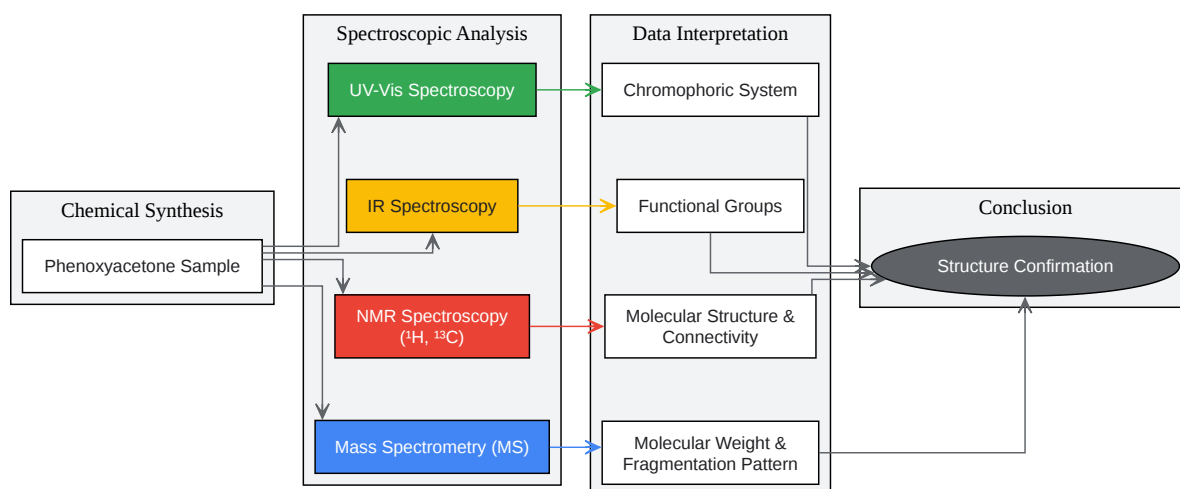 Chemical Synthesis
Phenoxyacetone Sample
Spectroscopic Analysis
UV-Vis Spectroscopy
IR Spectroscopy
NMR Spectroscopy
(¹H, ¹³C)
Mass Spectrometry (MS)
Data Interpretation
Chromophoric System
Functional Groups
Molecular Structure &
Connectivity
Molecular Weight &
Fragmentation Pattern
Conclusion
Structure Confirmation